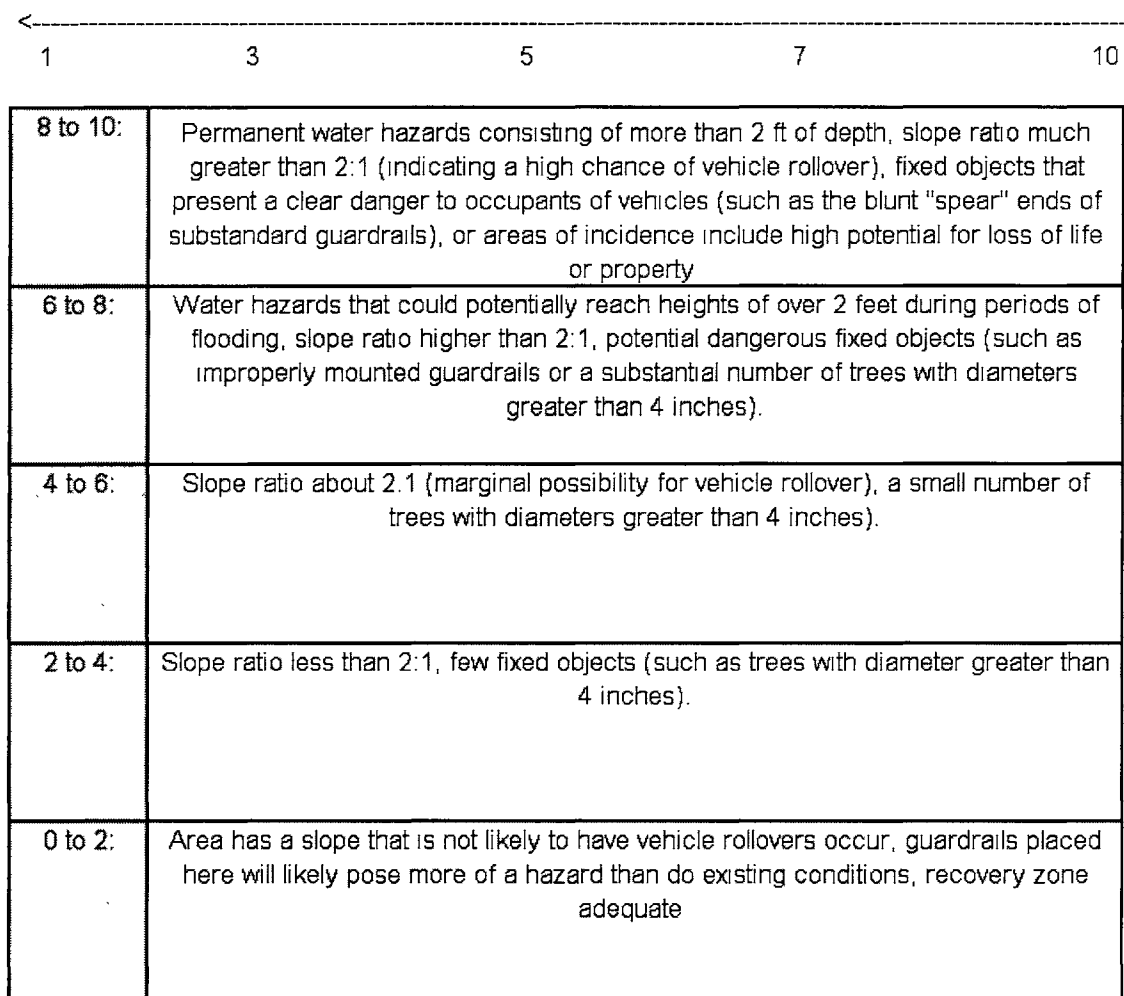 1 3 5 7 10
8 to 10:
Permanent water hazards consisting of more than 2 ft of depth, slope ratio much
greater than 2:1 (indicating a high chance of vehicle rollover), fixed objects that
present a clear danger to occupants of vehicles (such as the blunt "spear" ends of
substandard guardrails), or areas of incidence include high potential for loss of life
or property
6 to 8:
Water hazards that could potentially reach heights of over 2 feet during periods of
flooding, slope ratio higher than 2:1, potential dangerous fixed objects (such as
improperly mounted guardrails or a substantial number of trees with diameters
greater than 4 inches).
4 to 6:
Slope ratio about 2.1 (marginal possibility for vehicle rollover), a small number of
trees with diameters greater than 4 inches).
2 to 4:
Slope ratio less than 2:1, few fixed objects (such as trees with diameter greater than
4 inches).
0 to 2:
Area has a slope that is not likely to have vehicle rollovers occur, guardrails placed
here will likely pose more of a hazard than do existing conditions, recovery zone
adequate